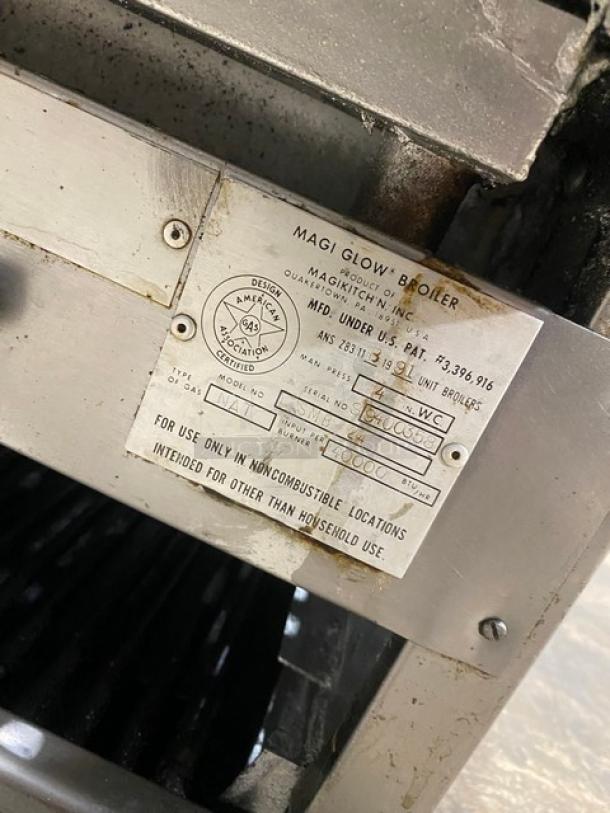 MAGI GLOW® BROILER
PRODUCT OF
MAGIKITCH'N INC.
QUAKERTOWN, PA. 18951 U.S.A.
MFD. UNDER U.S. PAT. #3,396,916
ANS Z83.11 3 1991 UNIT BROILERS
DESIGN
AMERICAN
GAS
ASSOCIATION
CERTIFIED
MAN PRESS 4 IN. W.C.
SERIAL NO
MODEL NO 24
TYPE
OF GAS NAT
INPUT PER
BURNER 40000 BTU/HR
FOR USE ONLY IN NONCOMBUSTIBLE LOCATIONS
INTENDED FOR OTHER THAN HOUSEHOLD USE.